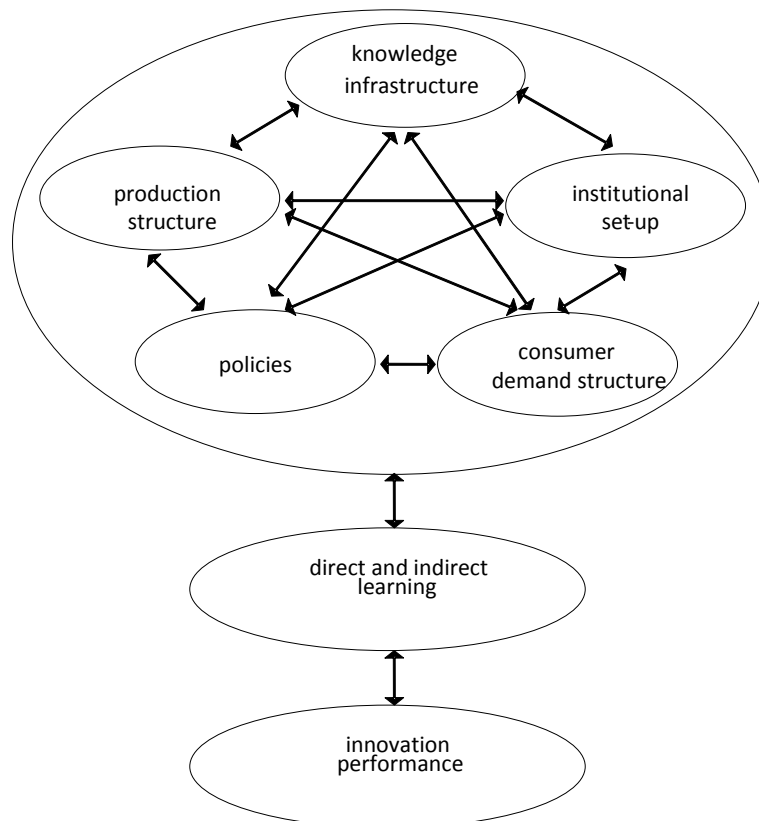 knowledge
infrastructure
production
structure
institutional
set-up
policies
consumer
demand structure
direct and indirect
learning
innovation
performance